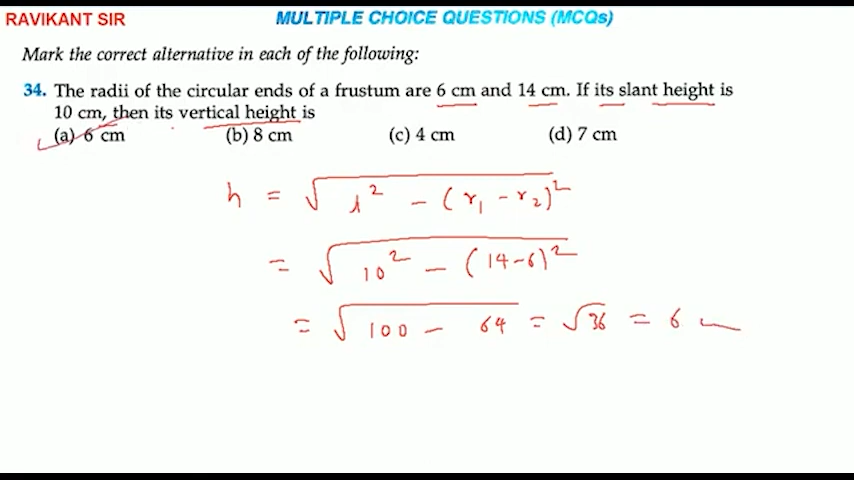 RAVIKANT SIR MULTIPLE CHOICE QUESTIONS (MCQs)
Mark the correct alternative in each of the following:
34. The radii of the circular ends of a frustum are 6 cm and 14 cm. If its slant height is
10 cm, then its vertical height is
(a) 6 cm (b) 8 cm (c) 4 cm (d) 7 cm
h = √(l² - (r₁ - r₂)²)
= √(10² - (14-6)²)
= √(100 - 64) = √36 = 6 cm